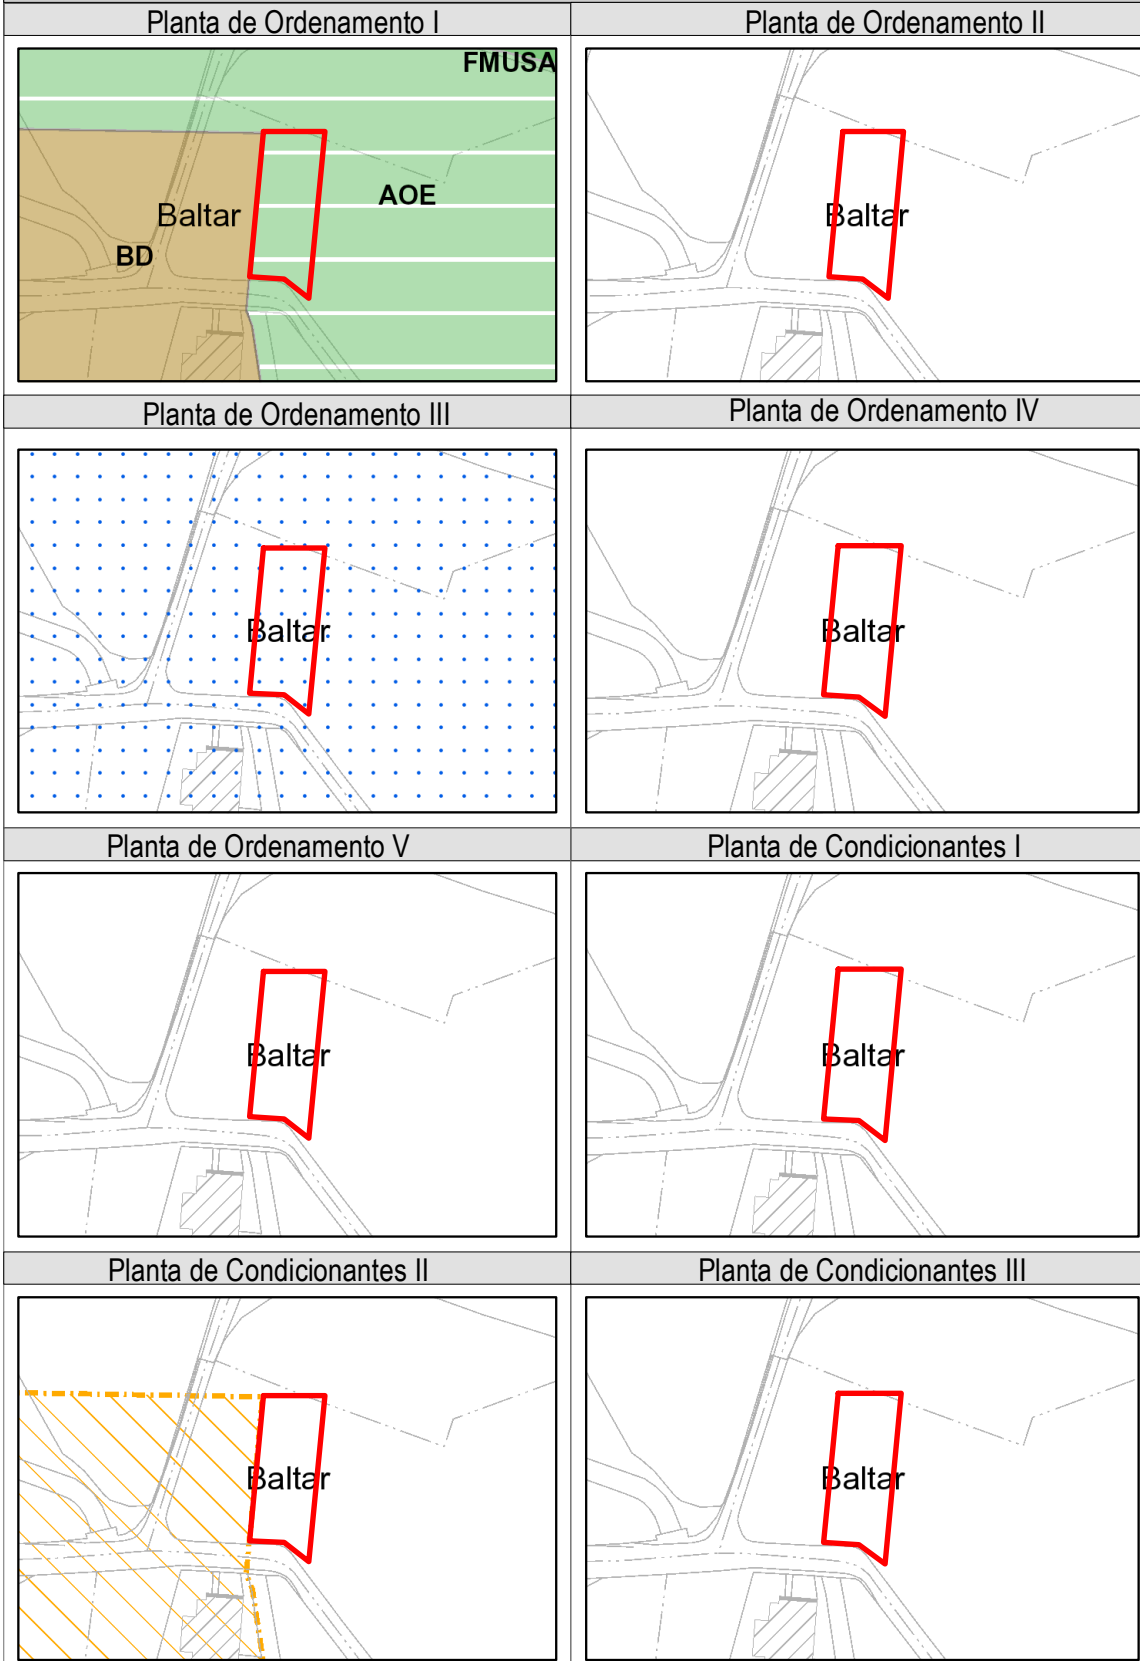 Planta de Ordenamento I
Planta de Ordenamento II
FMUSA
AOE
Baltar
BD
Baltar
Planta de Ordenamento III
Planta de Ordenamento IV
Baltar
Baltar
Planta de Ordenamento V
Planta de Condicionantes I
Baltar
Baltar
Planta de Condicionantes II
Planta de Condicionantes III
Baltar
Baltar